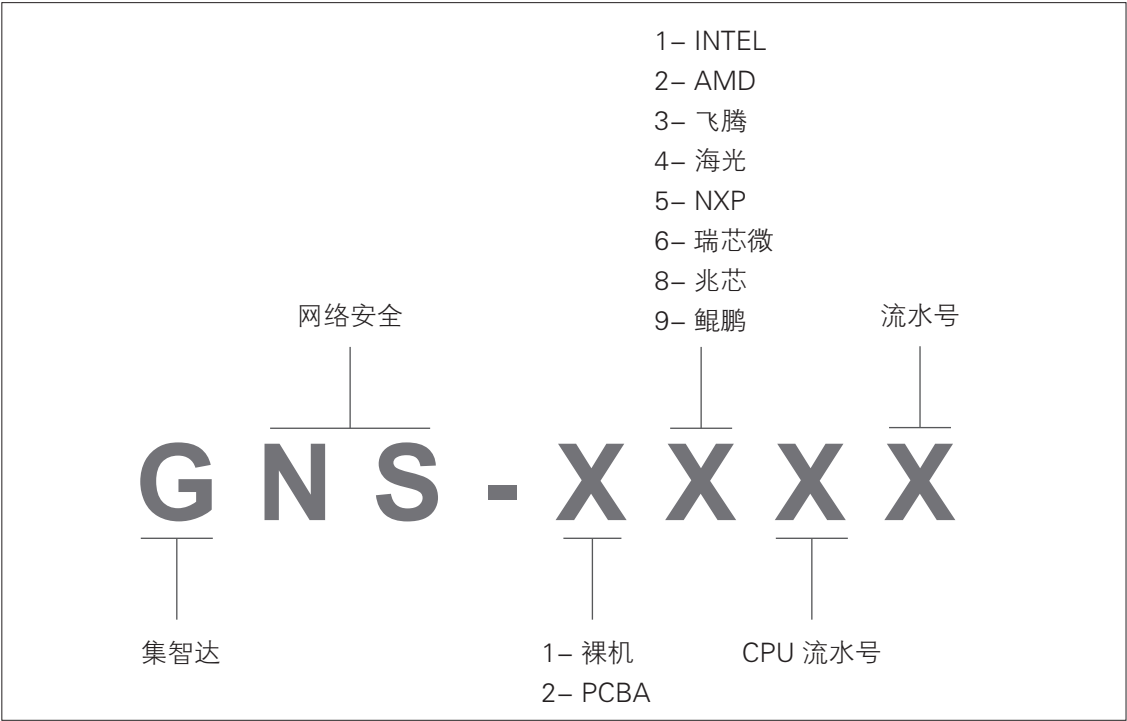 1– INTEL
2– AMD
3– 飞腾
4– 海光
5– NXP
6– 瑞芯微
8– 兆芯
9– 鲲鹏
网络安全
流水号
G N S - X X X X
集智达
1– 裸机
2– PCBA
CPU 流水号